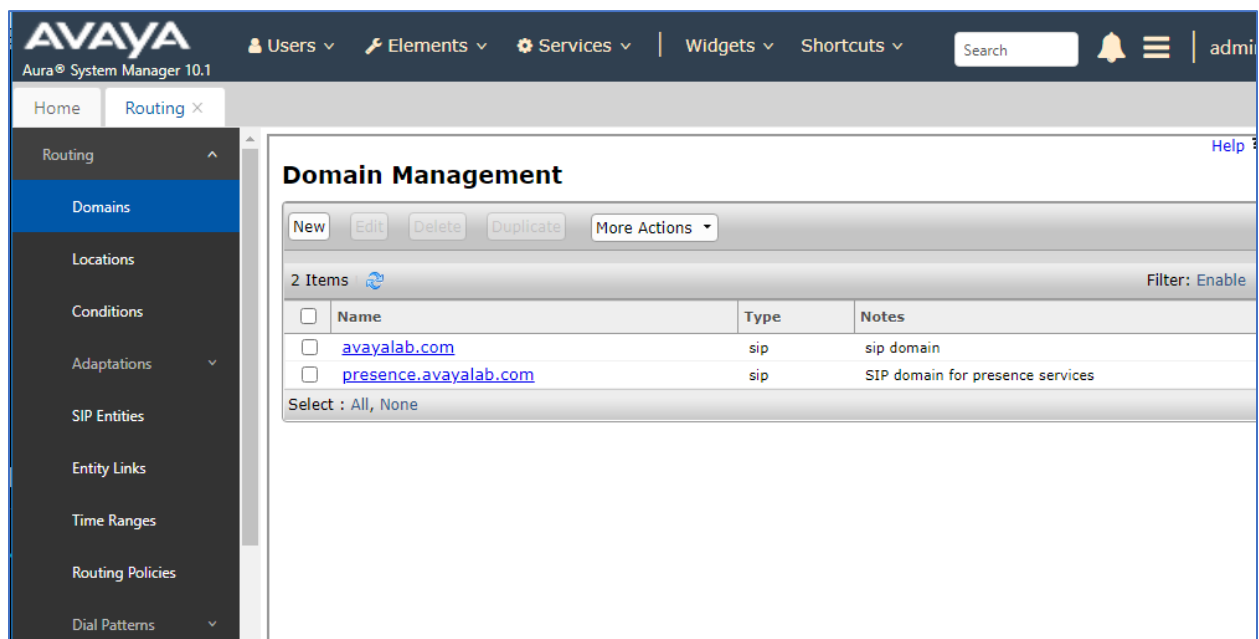 AVAYA
Aura® System Manager 10.1
Users Elements Services | Widgets Shortcuts Search admi
Home Routing ×
Routing
Domains
Locations
Conditions
Adaptations
SIP Entities
Entity Links
Time Ranges
Routing Policies
Dial Patterns
Help ?
Domain Management
New Edit Delete Duplicate More Actions
2 Items Filter: Enable
Name Type Notes
avayalab.com sip sip domain
presence.avayalab.com sip SIP domain for presence services
Select : All, None